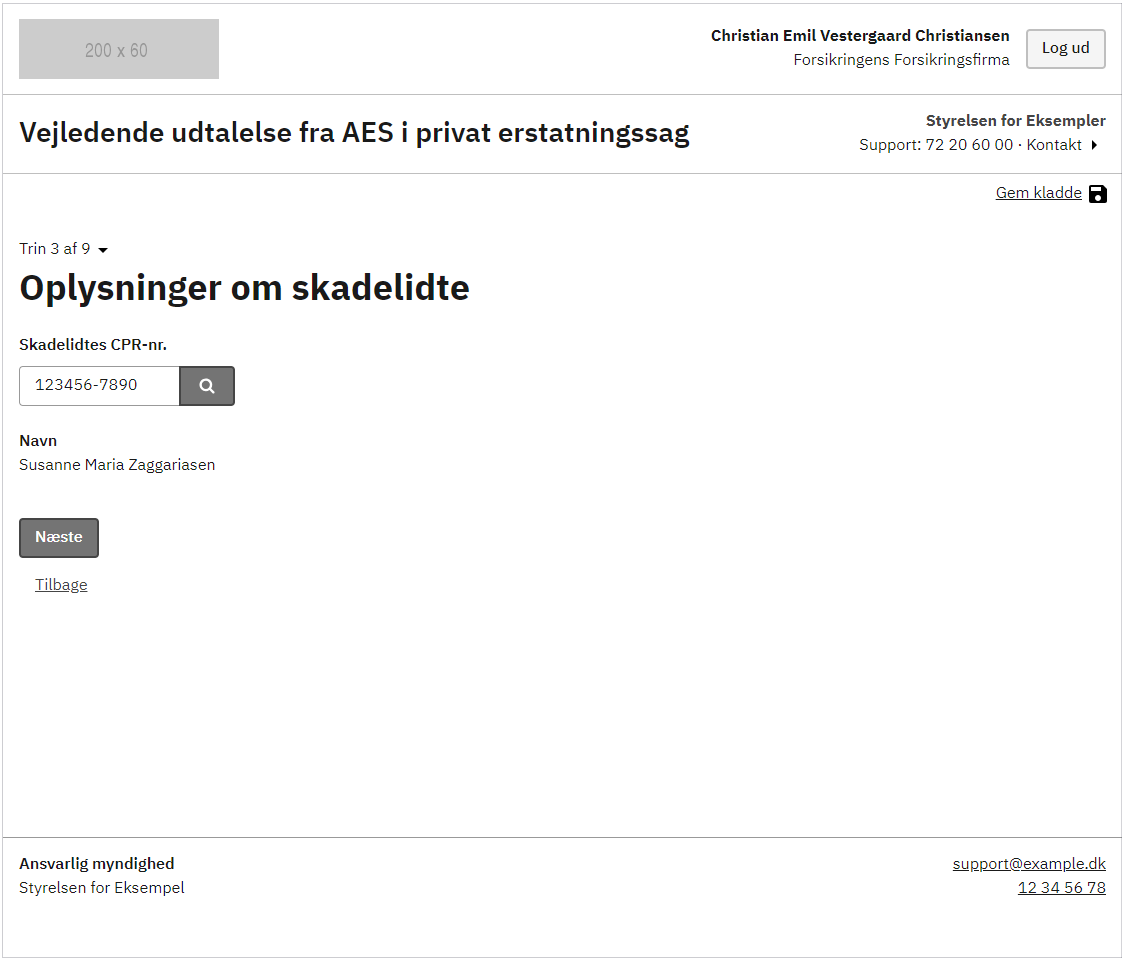 200 x 60
Christian Emil Vestergaard Christiansen
Forsikringens Forsikringsfirma
Log ud
Vejledende udtalelse fra AES i privat erstatningssag
Styrelsen for Eksempler
Support: 72 20 60 00 · Kontakt
Gem kladde
Trin 3 af 9
Oplysninger om skadelidte
Skadelidtes CPR-nr.
123456-7890
Navn
Susanne Maria Zaggariasen
Næste
Tilbage
Ansvarlig myndighed
Styrelsen for Eksempel
support@example.dk
12 34 56 78